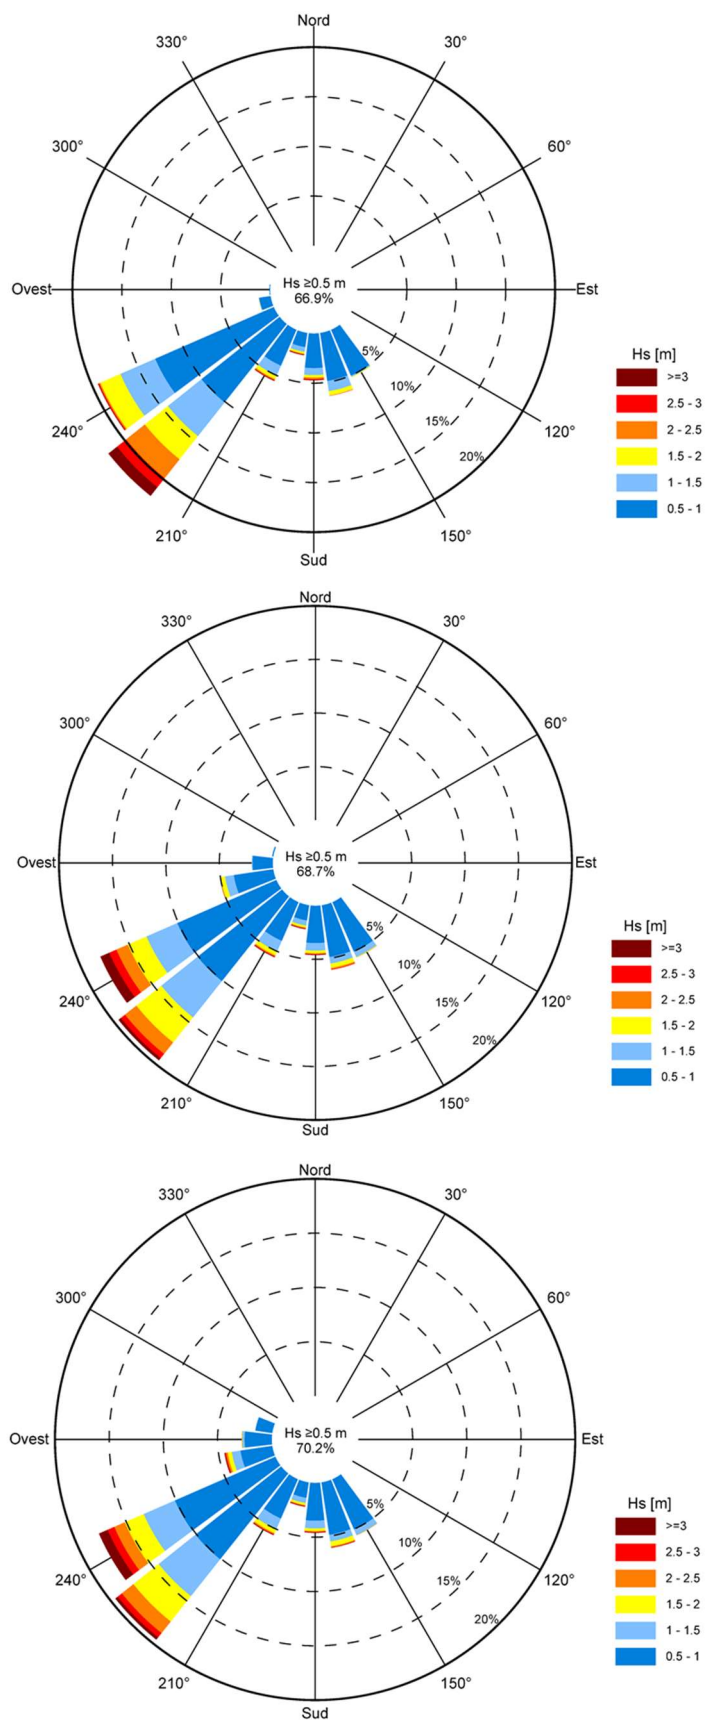 Nord
330°
30°
300°
60°
Ovest
Hs ≥0.5 m
66.9%
Est
5%
10%
15%
20%
240°
120°
210°
150°
Sud
Hs [m]
>=3
2.5 - 3
2 - 2.5
1.5 - 2
1 - 1.5
0.5 - 1
Nord
330°
30°
300°
60°
Ovest
Hs ≥0.5 m
68.7%
Est
5%
10%
15%
20%
240°
120°
210°
150°
Sud
Hs [m]
>=3
2.5 - 3
2 - 2.5
1.5 - 2
1 - 1.5
0.5 - 1
Nord
330°
30°
300°
60°
Ovest
Hs ≥0.5 m
70.2%
Est
5%
10%
15%
20%
240°
120°
210°
150°
Sud
Hs [m]
>=3
2.5 - 3
2 - 2.5
1.5 - 2
1 - 1.5
0.5 - 1